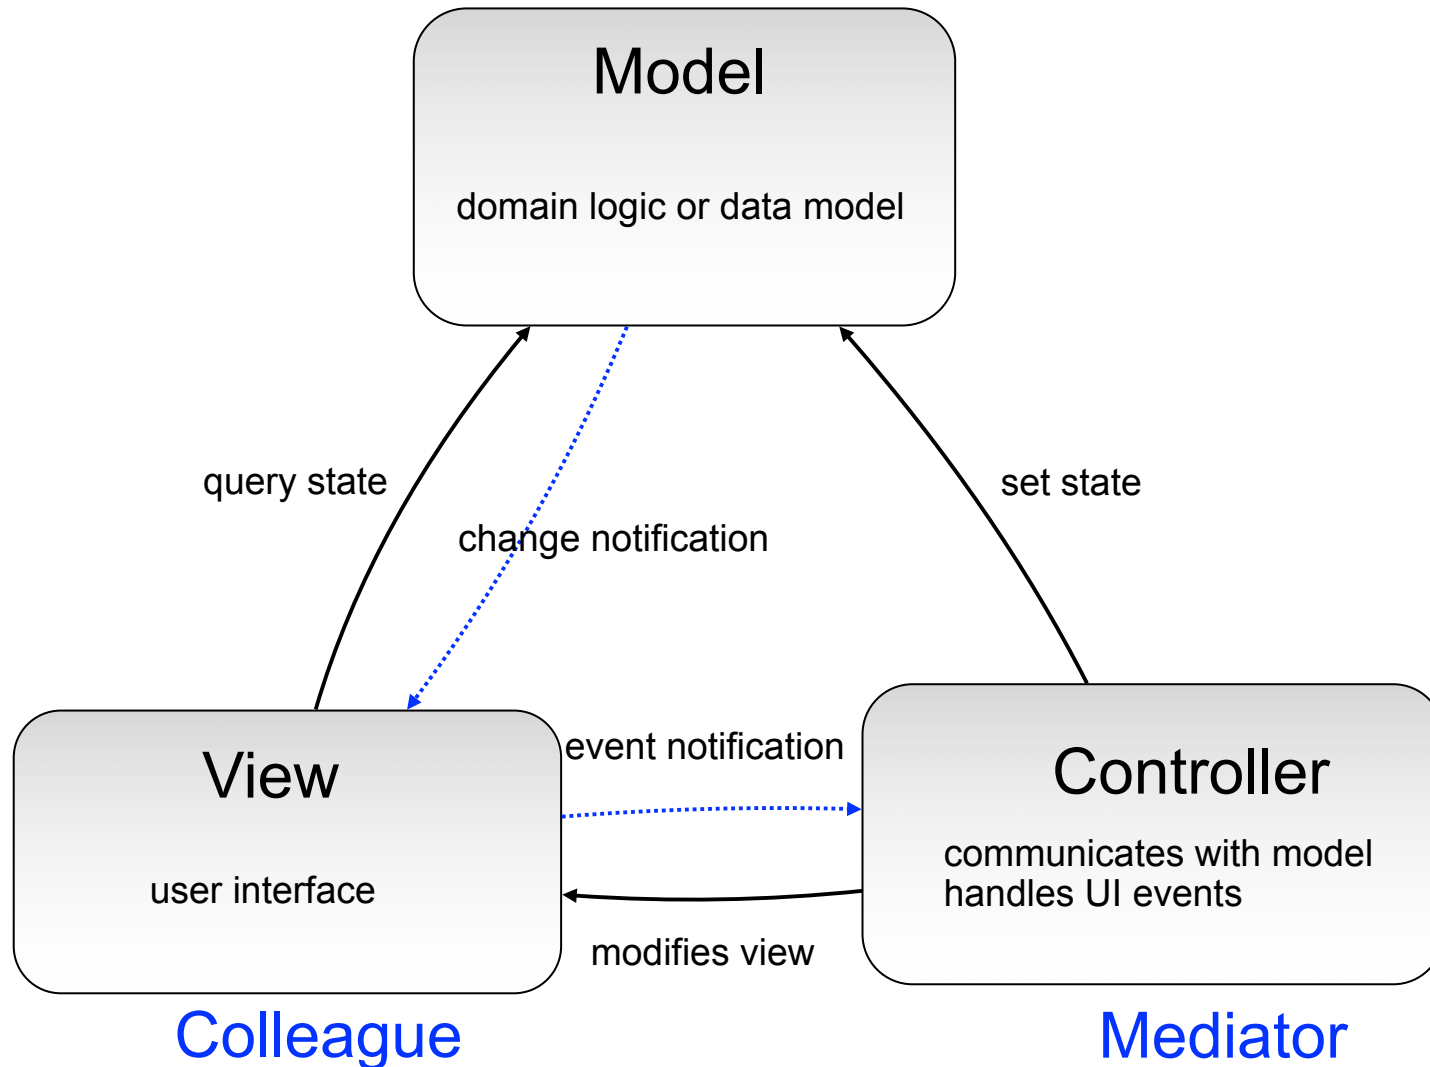 Model
domain logic or data model
query state
set state
change notification
View
user interface
event notification
modifies view
Controller
communicates with model
handles UI events
Colleague
Mediator